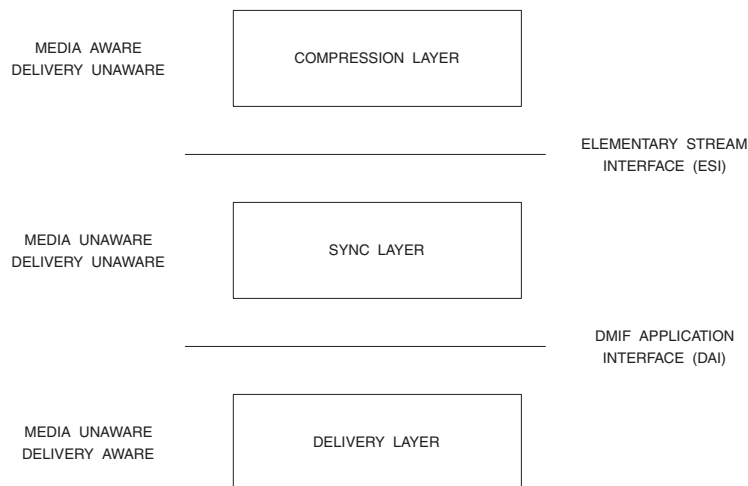 MEDIA AWARE
DELIVERY UNAWARE
COMPRESSION LAYER
ELEMENTARY STREAM
INTERFACE (ESI)
MEDIA UNAWARE
DELIVERY UNAWARE
SYNC LAYER
DMIF APPLICATION
INTERFACE (DAI)
MEDIA UNAWARE
DELIVERY AWARE
DELIVERY LAYER